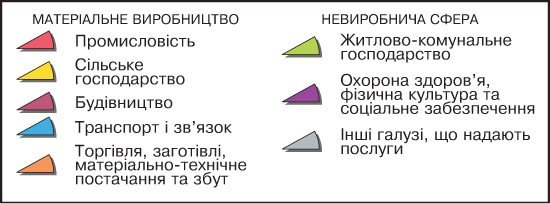 МАТЕРІАЛЬНЕ ВИРОБНИЦТВО
Промисловість
Сільське
господарство
Будівництво
Транспорт і зв’язок
Торгівля, заготівлі,
матеріально-технічне
постачання та збут
НЕВИРОБНИЧА СФЕРА
Житлово-комунальне
господарство
Охорона здоров’я,
фізична культура та
соціальне забезпечення
Інші галузі, що надають
послуги